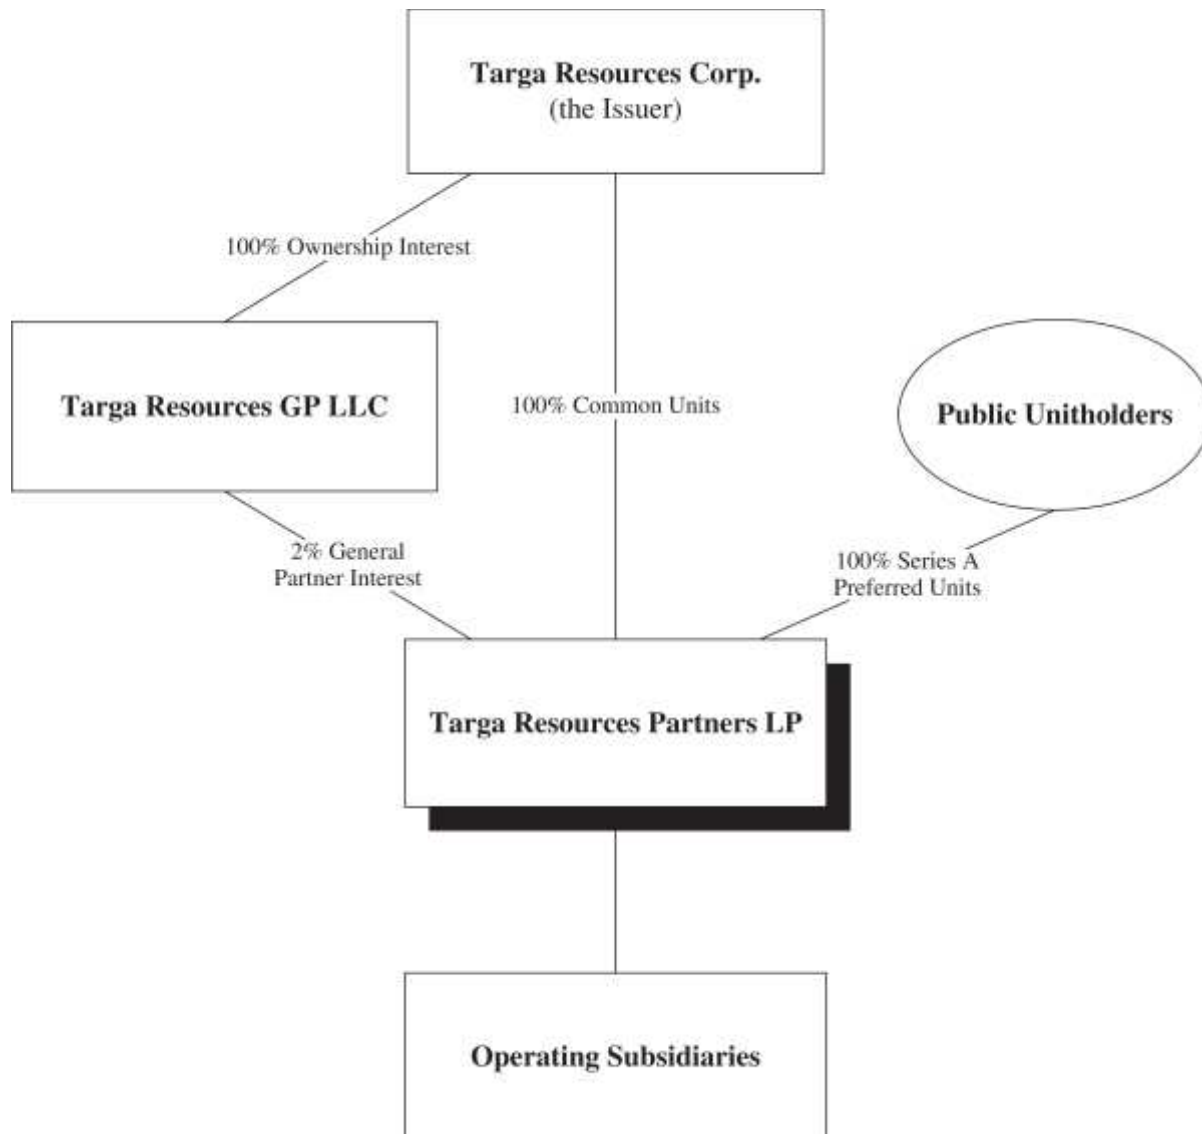 Targa Resources Corp.
(the Issuer)
100% Ownership Interest
Targa Resources GP LLC
100% Common Units
Public Unitholders
2% General
Partner Interest
100% Series A
Preferred Units
Targa Resources Partners LP
Operating Subsidiaries